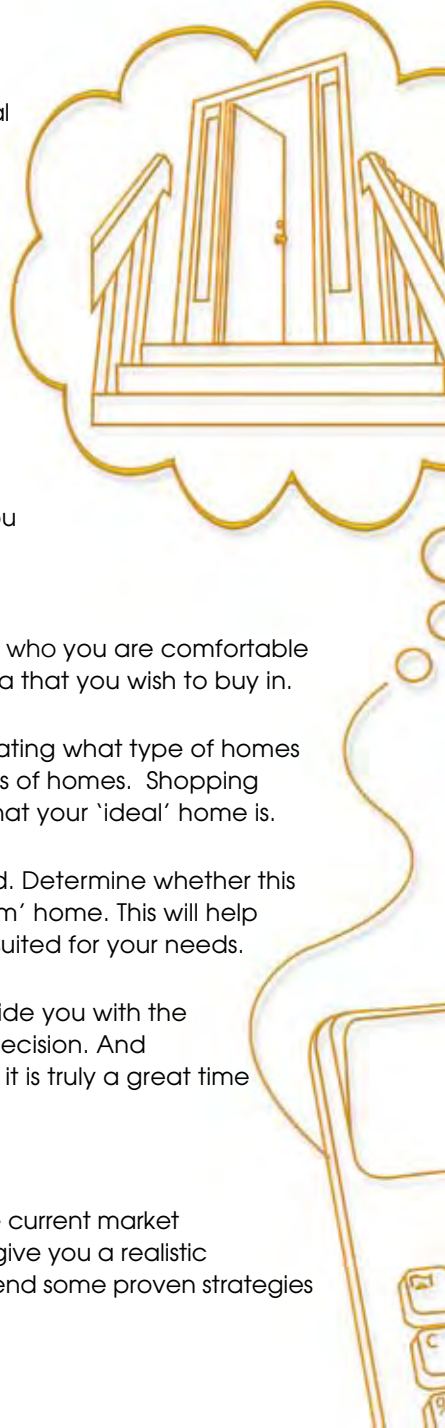 al
ou
who you are comfortable
a that you wish to buy in.
ating what type of homes
s of homes.  Shopping
hat your ‘ideal’ home is.
d. Determine whether this
m’ home. This will help
suited for your needs.
ide you with the
ecision. And
it is truly a great time
current market
give you a realistic
end some proven strategies
C